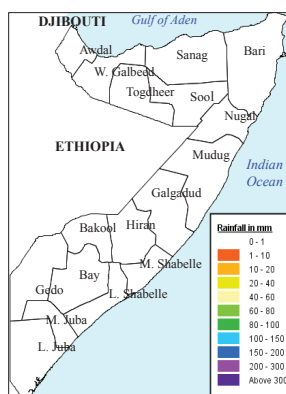 DJIBOUTI
Gulf of Aden
Awdal
Sanag
Bari
W. Galbeed
Togdheer
Sool
Nugal
ETHIOPIA
Mudug
Indian
Ocean
Galgadud
Bakool
Hiran
M. Shabelle
Bay
Gedo
L. Shabelle
M. Juba
L. Juba
Rainfall in mm
0 - 1
1 - 10
10 - 20
20 - 40
40 - 60
60 - 80
80 - 100
100 - 150
150 - 200
200 - 300
Above 300